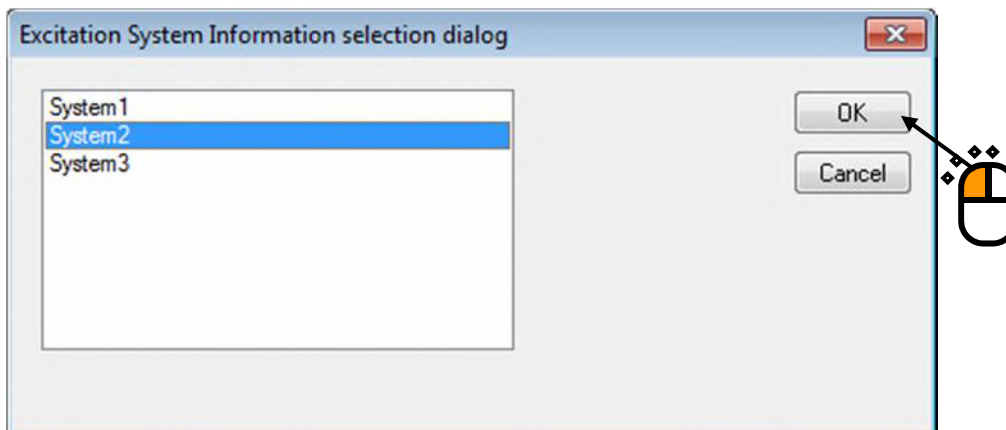 Excitation System Information selection dialog
System1
System2
System3
OK
Cancel